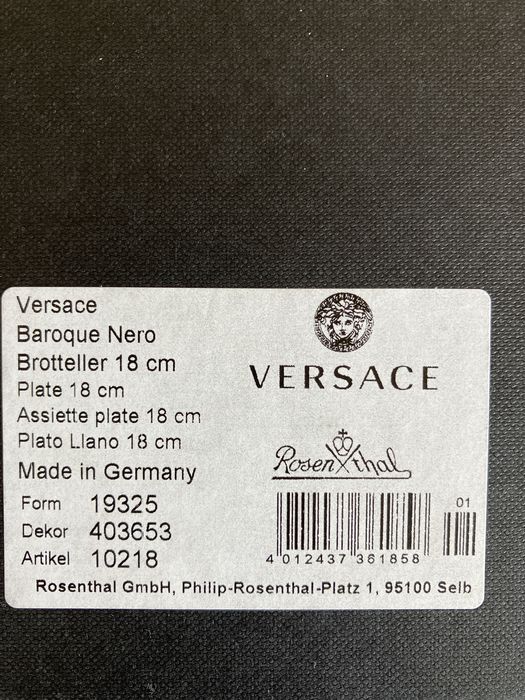 Versace
Baroque Nero
Brotteller 18 cm
Plate 18 cm
Assiette plate 18 cm
Plato Llano 18 cm
Made in Germany
Form 19325
Dekor 403653
Artikel 10218
VERSACE
Rosenthal
01
4 012437 361858
Rosenthal GmbH, Philip-Rosenthal-Platz 1, 95100 Selb